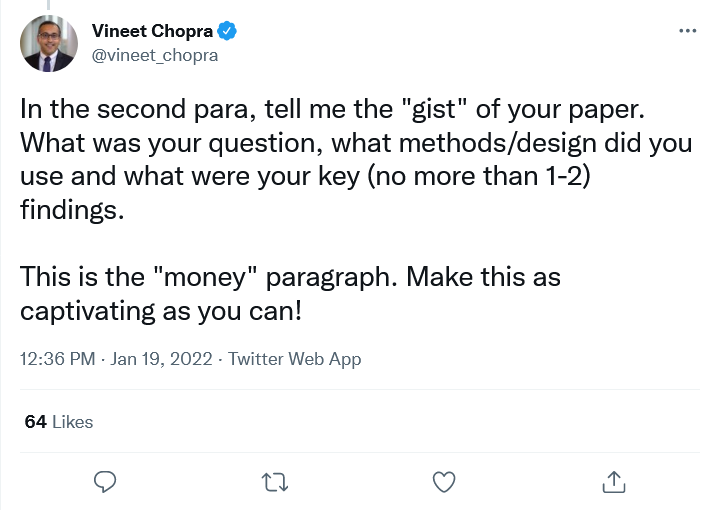 Vineet Chopra
@vineet_chopra
In the second para, tell me the "gist" of your paper.
What was your question, what methods/design did you
use and what were your key (no more than 1-2)
findings.
This is the "money" paragraph. Make this as
captivating as you can!
12:36 PM · Jan 19, 2022 · Twitter Web App
64 Likes